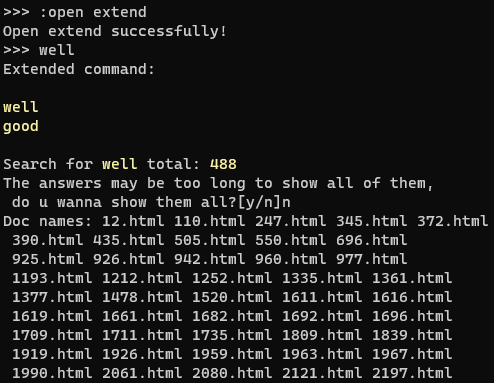 >>> :open extend
Open extend successfully!
>>> well
Extended command:
well
good
Search for well total: 488
The answers may be too long to show all of them,
do u wanna show them all?[y/n]n
Doc names: 12.html 110.html 247.html 345.html 372.html
390.html 435.html 505.html 550.html 696.html
925.html 926.html 942.html 960.html 977.html
1193.html 1212.html 1252.html 1335.html 1361.html
1377.html 1478.html 1520.html 1611.html 1616.html
1619.html 1661.html 1682.html 1692.html 1696.html
1709.html 1711.html 1735.html 1809.html 1839.html
1919.html 1926.html 1959.html 1963.html 1967.html
1990.html 2061.html 2080.html 2121.html 2197.html